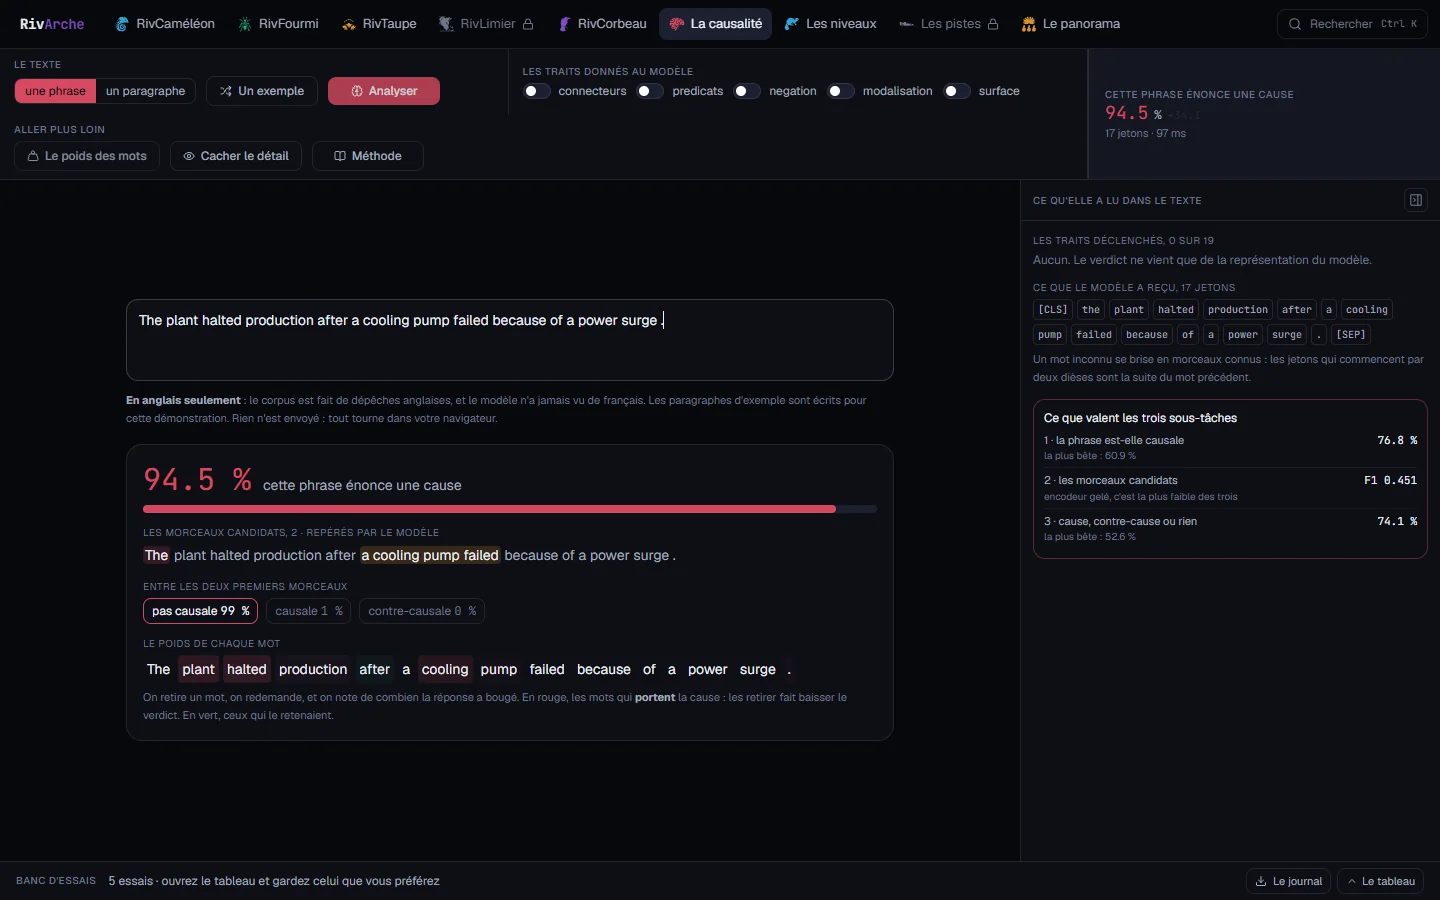 RivArche RivCaméléon RivFourmi RivTaupe RivLimier RivCorbeau La causalité Les niveaux Les pistes Le panorama Rechercher Ctrl K
LE TEXTE
une phrase un paragraphe Un exemple Analyser
LES TRAITS DONNÉS AU MODÈLE
connecteurs predicats negation modalisation surface
CETTE PHRASE ÉNONCE UNE CAUSE
94.5 %
17 jetons · 97 ms
ALLER PLUS LOIN
Le poids des mots Cacher le détail Méthode
The plant halted production after a cooling pump failed because of a power surge .
En anglais seulement : le corpus est fait de dépêches anglaises, et le modèle n'a jamais vu de français. Les paragraphes d'exemple sont écrits pour
cette démonstration. Rien n'est envoyé : tout tourne dans votre navigateur.
94.5 % cette phrase énonce une cause
LES MORCEAUX CANDIDATS, 2 · REPÉRÉS PAR LE MODÈLE
The plant halted production after a cooling pump failed because of a power surge .
ENTRE LES DEUX PREMIERS MORCEAUX
pas causale 99 % causale 1 % contre-causale 0 %
LE POIDS DE CHAQUE MOT
The plant halted production after a cooling pump failed because of a power surge .
On retire un mot, on redemande, et on note de combien la réponse a bougé. En rouge, les mots qui portent la cause : les retirer fait baisser le
verdict. En vert, ceux qui le retenaient.
CE QU'ELLE A LU DANS LE TEXTE
LES TRAITS DÉCLENCHÉS, 0 SUR 19
Aucun. Le verdict ne vient que de la représentation du modèle.
CE QUE LE MODÈLE A REÇU, 17 JETONS
[CLS] the plant halted production after a cooling
pump failed because of a power surge . [SEP]
Un mot inconnu se brise en morceaux connus : les jetons qui commencent par
deux dièses sont la suite du mot précédent.
Ce que valent les trois sous-tâches
1 · la phrase est-elle causale 76.8 %
la plus bête : 60.9 %
2 · les morceaux candidats F1 0.451
encodeur gelé, c'est la plus faible des trois
3 · cause, contre-cause ou rien 74.1 %
la plus bête : 52.6 %
BANC D'ESSAIS 5 essais · ouvrez le tableau et gardez celui que vous préférez Le journal Le tableau